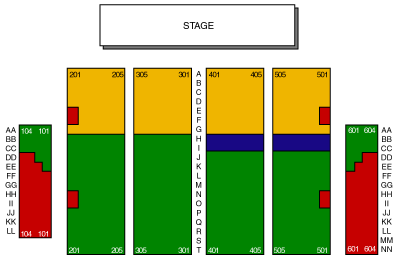 STAGE
201 205 305 301 401 405 505 501
A
B
C
D
E
F
G
H
I
J
K
L
M
N
O
P
Q
R
S
T
201 205 305 301 401 405 505 501
AA
BB
CC
DD
EE
FF
GG
HH
II
JJ
KK
LL
104 101
104 101
601 604
601 604
AA
BB
CC
DD
EE
FF
GG
HH
II
JJ
KK
LL
MM
NN